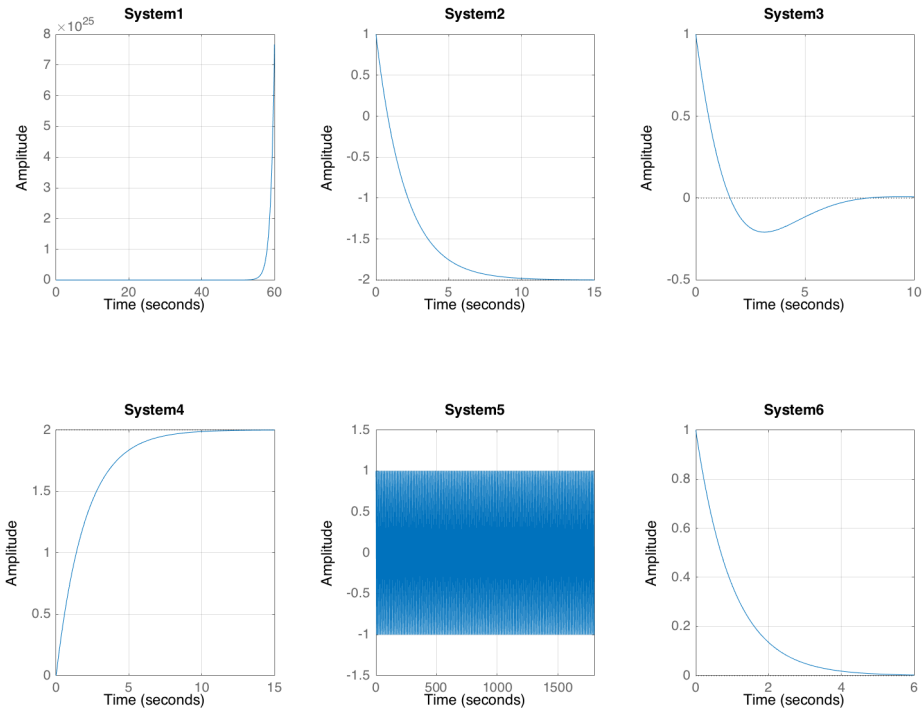 System1
×10²⁵
8
7
6
5
4
3
2
1
0
Amplitude
0 20 40 60
Time (seconds)
System2
1
0.5
0
-0.5
-1
-1.5
-2
Amplitude
0 5 10 15
Time (seconds)
System3
1
0.5
0
-0.5
Amplitude
0 5 10
Time (seconds)
System4
2
1.5
1
0.5
0
Amplitude
0 5 10 15
Time (seconds)
System5
1.5
1
0.5
0
-0.5
-1
-1.5
Amplitude
0 500 1000 1500
Time (seconds)
System6
1
0.8
0.6
0.4
0.2
0
Amplitude
0 2 4 6
Time (seconds)